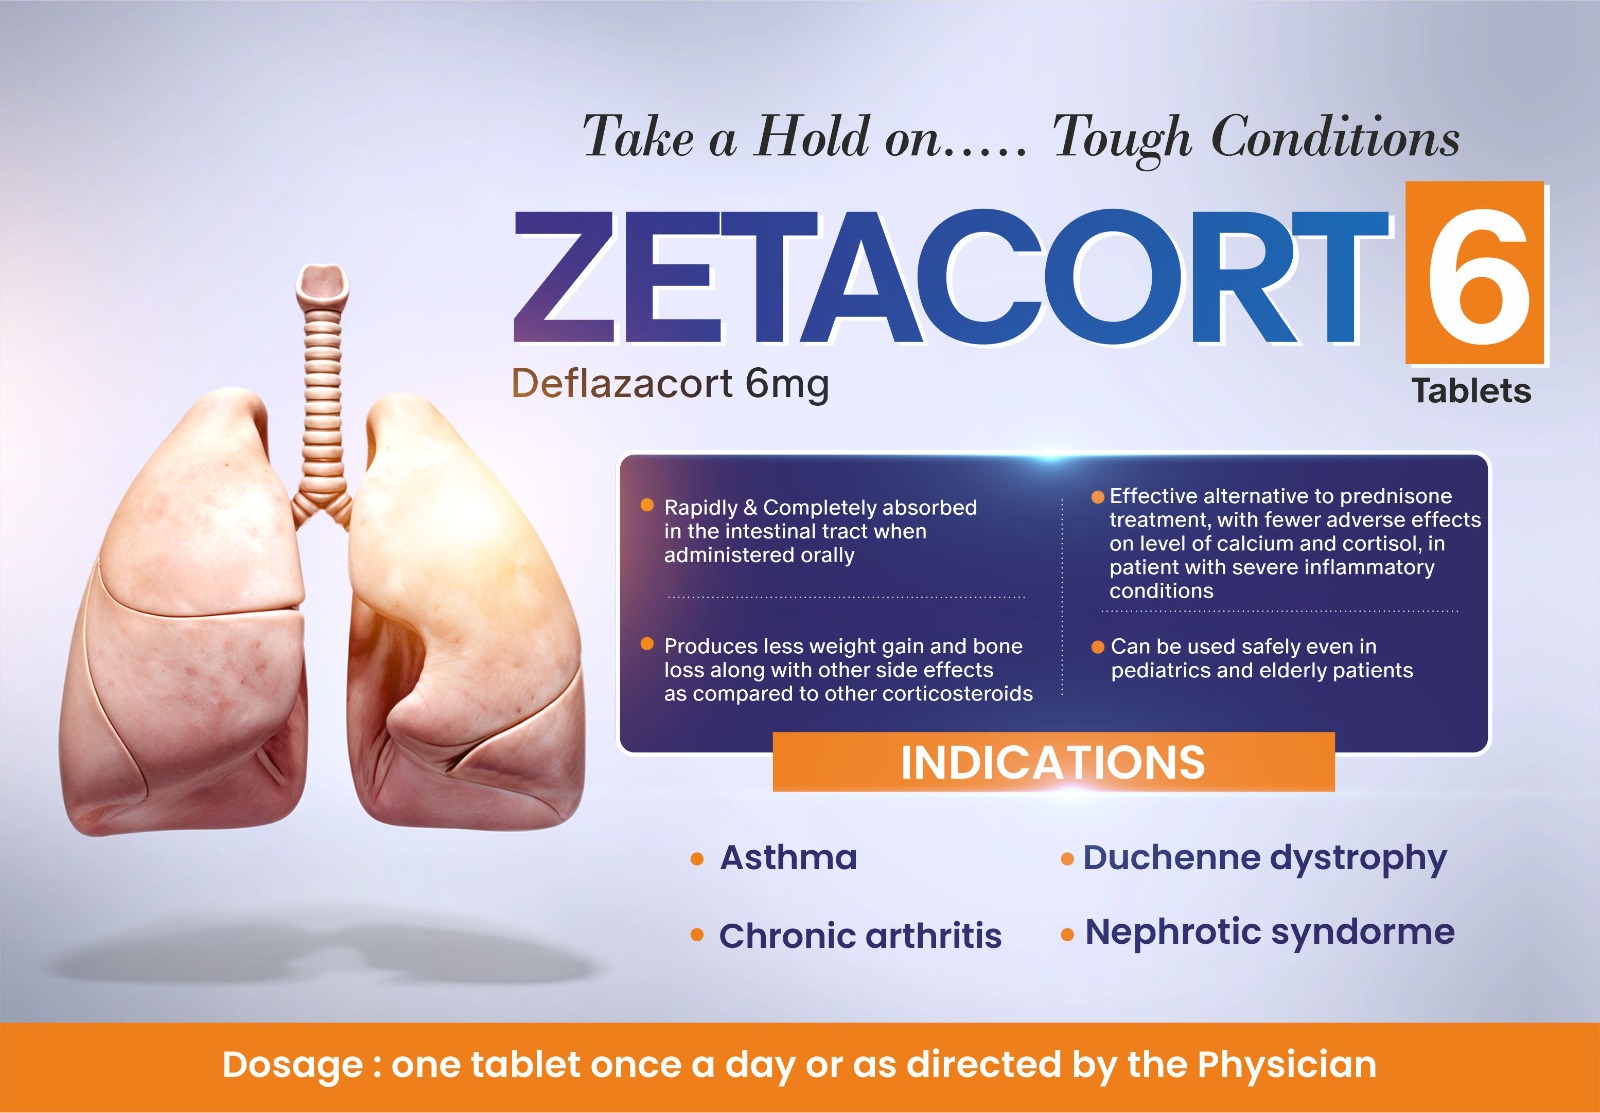 Take a Hold on..... Tough Conditions
ZETACORT 6
Deflazacort 6mg
Tablets
Rapidly & Completely absorbed
in the intestinal tract when
administered orally
Effective alternative to prednisone
treatment, with fewer adverse effects
on level of calcium and cortisol, in
patient with severe inflammatory
conditions
Produces less weight gain and bone
loss along with other side effects
as compared to other corticosteroids
Can be used safely even in
pediatrics and elderly patients
INDICATIONS
Asthma
Duchenne dystrophy
Chronic arthritis
Nephrotic syndorme
Dosage : one tablet once a day or as directed by the Physician